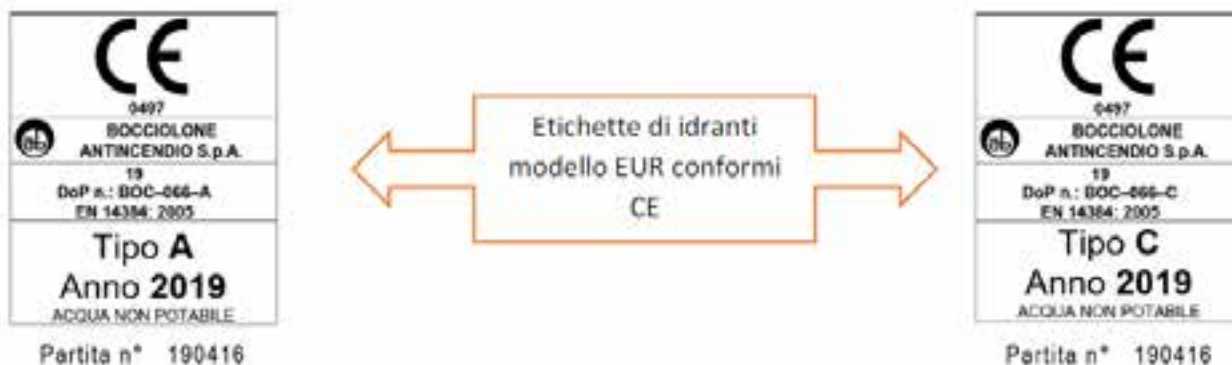 CE
0497
BOCCIOLONE
ANTINCENDIO S.p.A.
19
DoP n.: BOC–066–A
EN 14384: 2005
Tipo A
Anno 2019
ACQUA NON POTABILE
Partita n° 190416
Etichette di idranti
modello EUR conformi
CE
CE
0497
BOCCIOLONE
ANTINCENDIO S.p.A.
19
DoP n.: BOC–066–C
EN 14384: 2005
Tipo C
Anno 2019
ACQUA NON POTABILE
Partita n° 190416